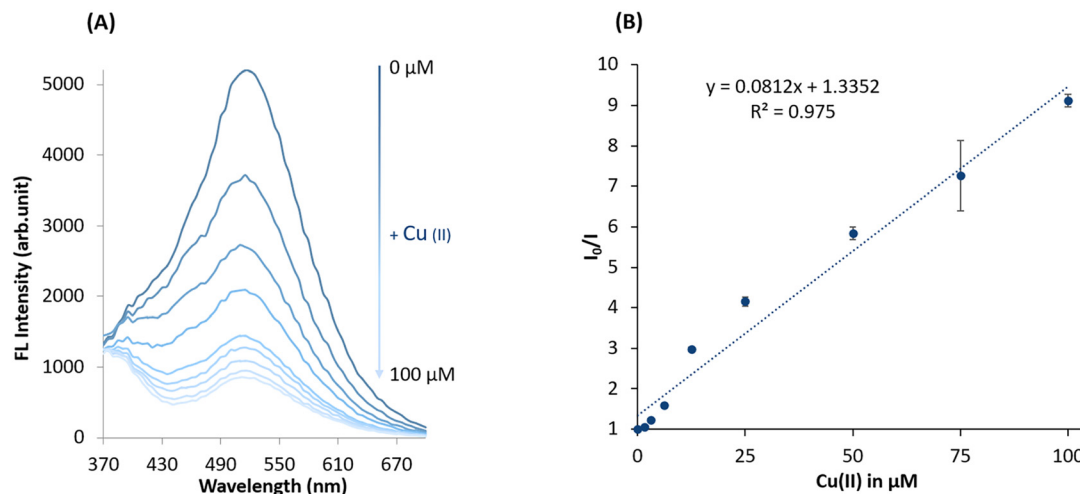 (A)
FL Intensity (arb.unit)
5000
4000
3000
2000
1000
0
370
430
490
550
610
670
Wavelength (nm)
0 µM
+ Cu (II)
100 µM
(B)
I₀/I
10
9
8
7
6
5
4
3
2
1
0
25
50
75
100
Cu(II) in µM
y = 0.0812x + 1.3352
R² = 0.975